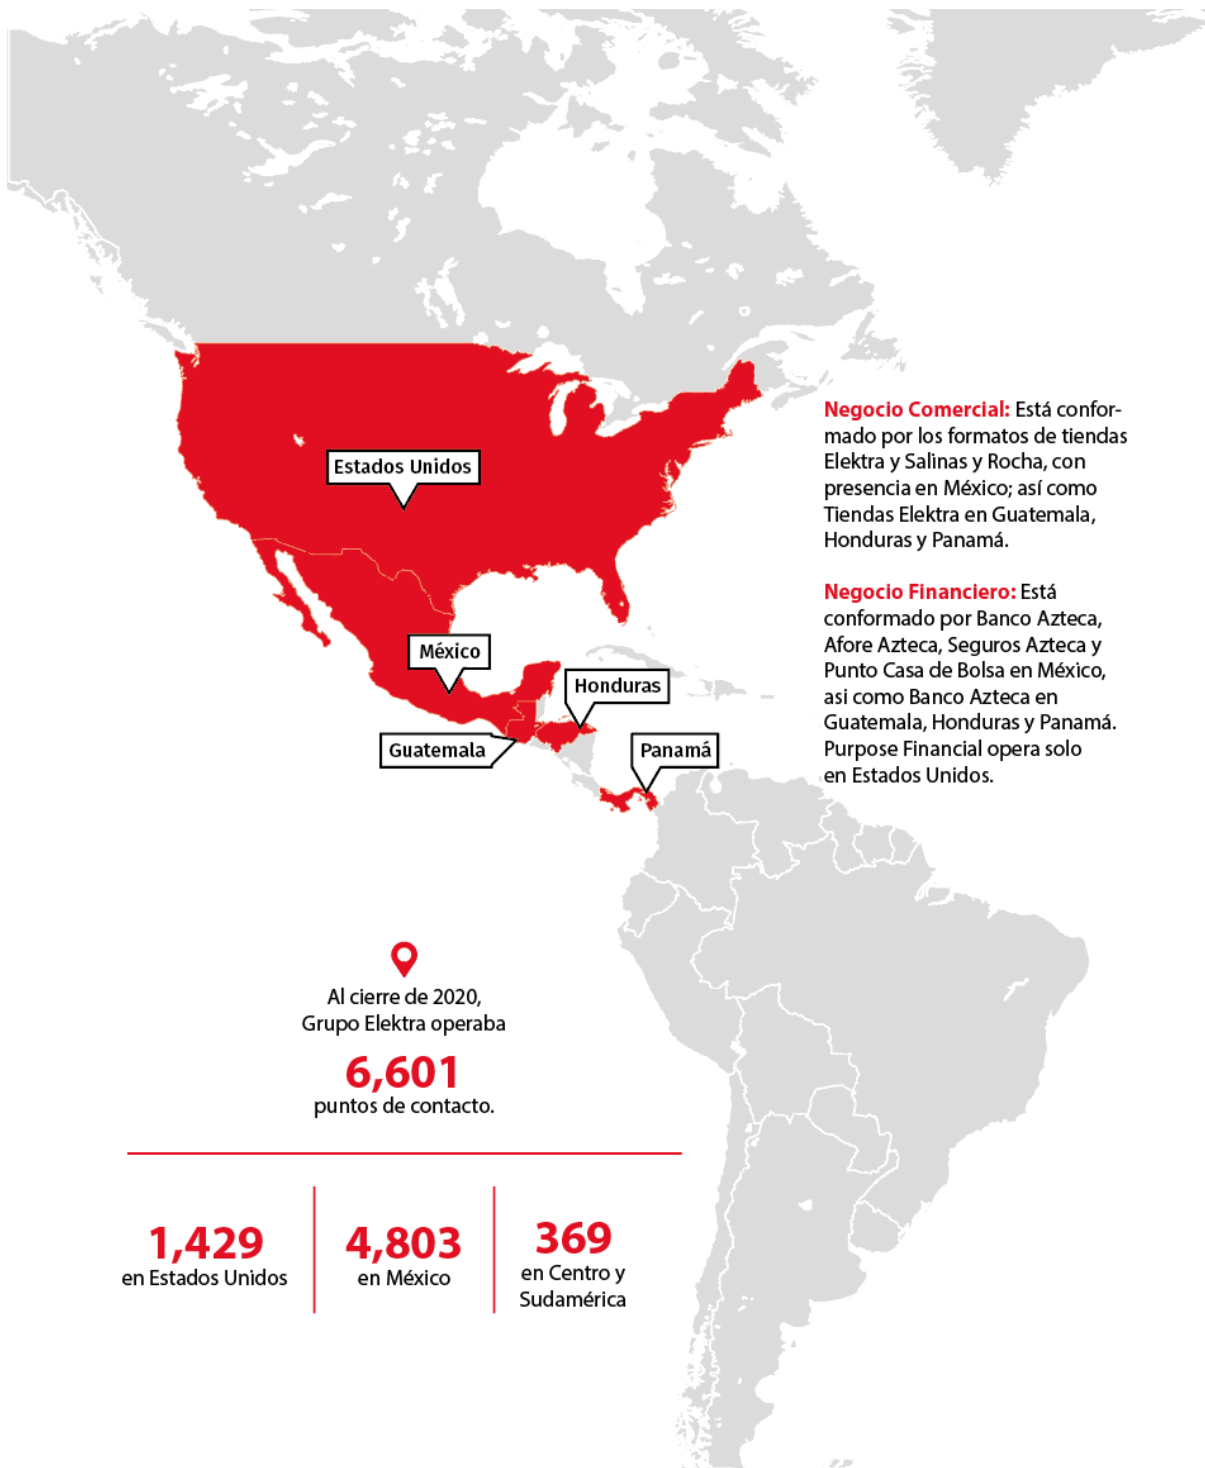 Estados Unidos
México
Honduras
Guatemala
Panamá
Negocio Comercial: Está confor-
mado por los formatos de tiendas
Elektra y Salinas y Rocha, con
presencia en México; así como
Tiendas Elektra en Guatemala,
Honduras y Panamá.
Negocio Financiero: Está
conformado por Banco Azteca,
Afore Azteca, Seguros Azteca y
Punto Casa de Bolsa en México,
asi como Banco Azteca en
Guatemala, Honduras y Panamá.
Purpose Financial opera solo
en Estados Unidos.
Al cierre de 2020,
Grupo Elektra operaba
6,601
puntos de contacto.
1,429
en Estados Unidos
4,803
en México
369
en Centro y
Sudamérica